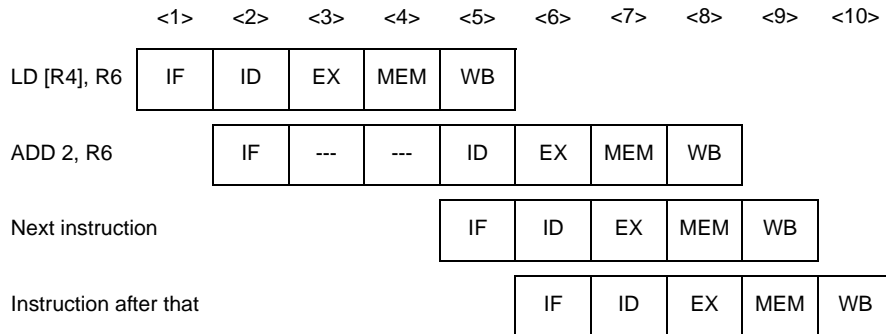 <1> <2> <3> <4> <5> <6> <7> <8> <9> <10>
LD [R4], R6 IF ID EX MEM WB
ADD 2, R6 IF --- --- ID EX MEM WB
Next instruction IF ID EX MEM WB
Instruction after that IF ID EX MEM WB